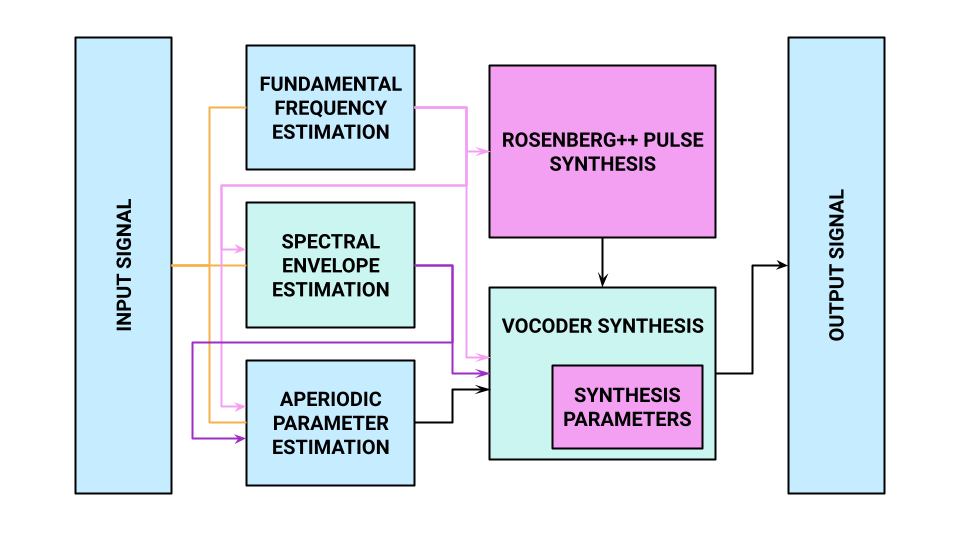 INPUT SIGNAL
FUNDAMENTAL
FREQUENCY
ESTIMATION
SPECTRAL
ENVELOPE
ESTIMATION
APERIODIC
PARAMETER
ESTIMATION
ROSENBERG++ PULSE
SYNTHESIS
VOCODER SYNTHESIS
SYNTHESIS
PARAMETERS
OUTPUT SIGNAL